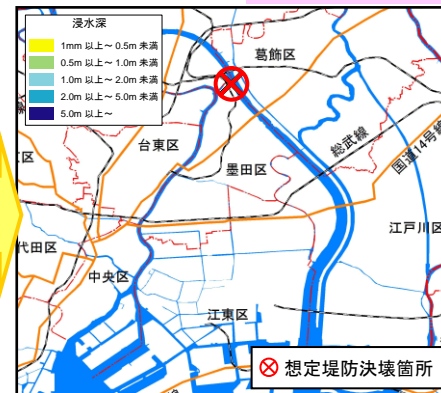 浸水深
1mm 以上～ 0.5m 未満
0.5m 以上～ 1.0m 未満
1.0m 以上～ 2.0m 未満
2.0m 以上～ 5.0m 未満
5.0m 以上～
葛飾区
台東区
墨田区
総武線
国道14号線
区
代田区
江戸川区
中央区
江東区
想定堤防決壊箇所